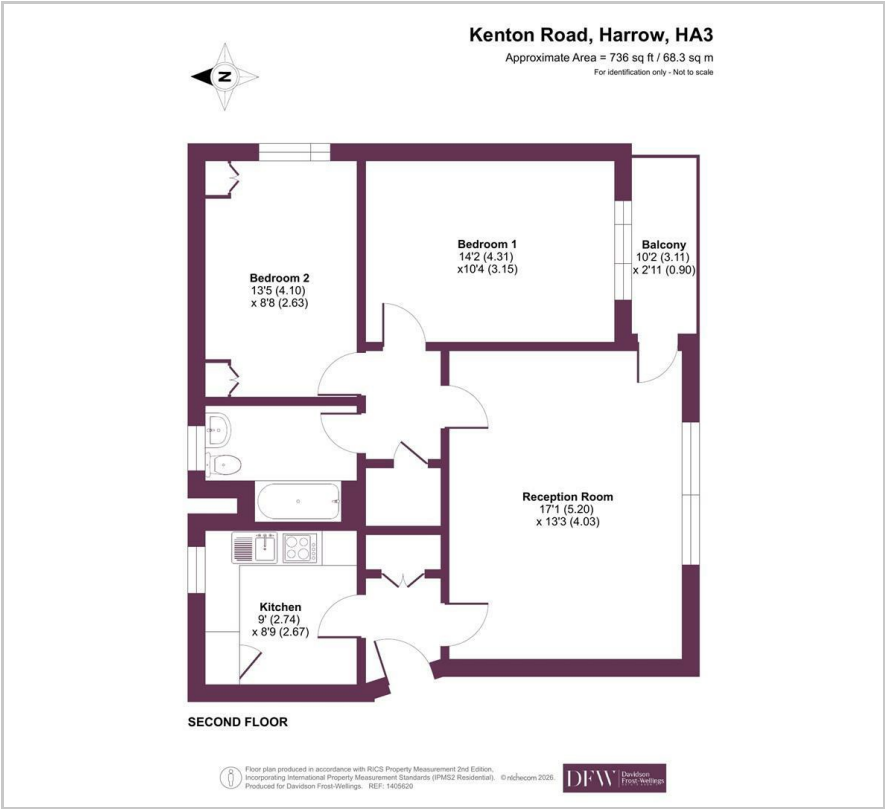 Kenton Road, Harrow, HA3
Approximate Area = 736 sq ft / 68.3 sq m
For identification only - Not to scale
N
Bedroom 1
14'2 (4.31)
x10'4 (3.15)
Balcony
10'2 (3.11)
x 2'11 (0.90)
Bedroom 2
13'5 (4.10)
x 8'8 (2.63)
Reception Room
17'1 (5.20)
x 13'3 (4.03)
Kitchen
9' (2.74)
x 8'9 (2.67)
SECOND FLOOR
Floor plan produced in accordance with RICS Property Measurement 2nd Edition,
Incorporating International Property Measurement Standards (IPMS2 Residential). © nichecom 2026.
Produced for Davidson Frost-Wellings. REF: 1405620
DFW
Davidson
Frost-Wellings